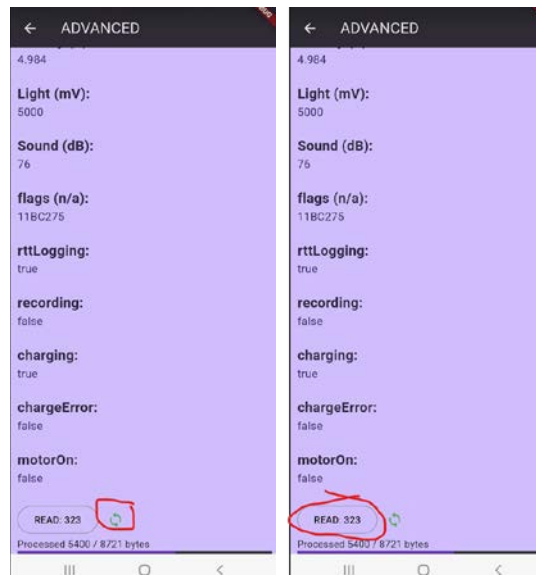 ADVANCED
4.984
Light (mV):
5000
Sound (dB):
76
flags (n/a):
11BC275
rttLogging:
true
recording:
false
charging:
true
chargeError:
false
motorOn:
false
READ: 323
Processed 5400 / 8721 bytes
ADVANCED
4.984
Light (mV):
5000
Sound (dB):
76
flags (n/a):
11BC275
rttLogging:
true
recording:
false
charging:
true
chargeError:
false
motorOn:
false
READ: 323
Processed 5400 / 8721 bytes